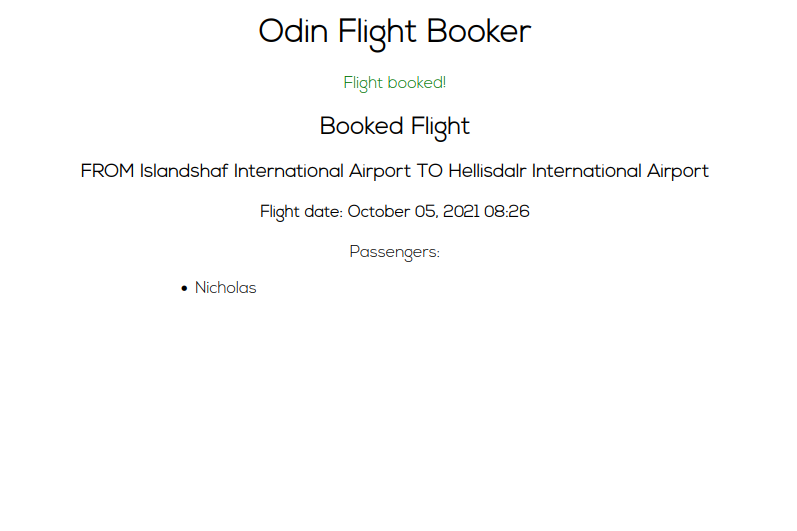 Odin Flight Booker
Flight booked!
Booked Flight
FROM Islandshaf International Airport TO Hellisdalr International Airport
Flight date: October 05, 2021 08:26
Passengers:
• Nicholas